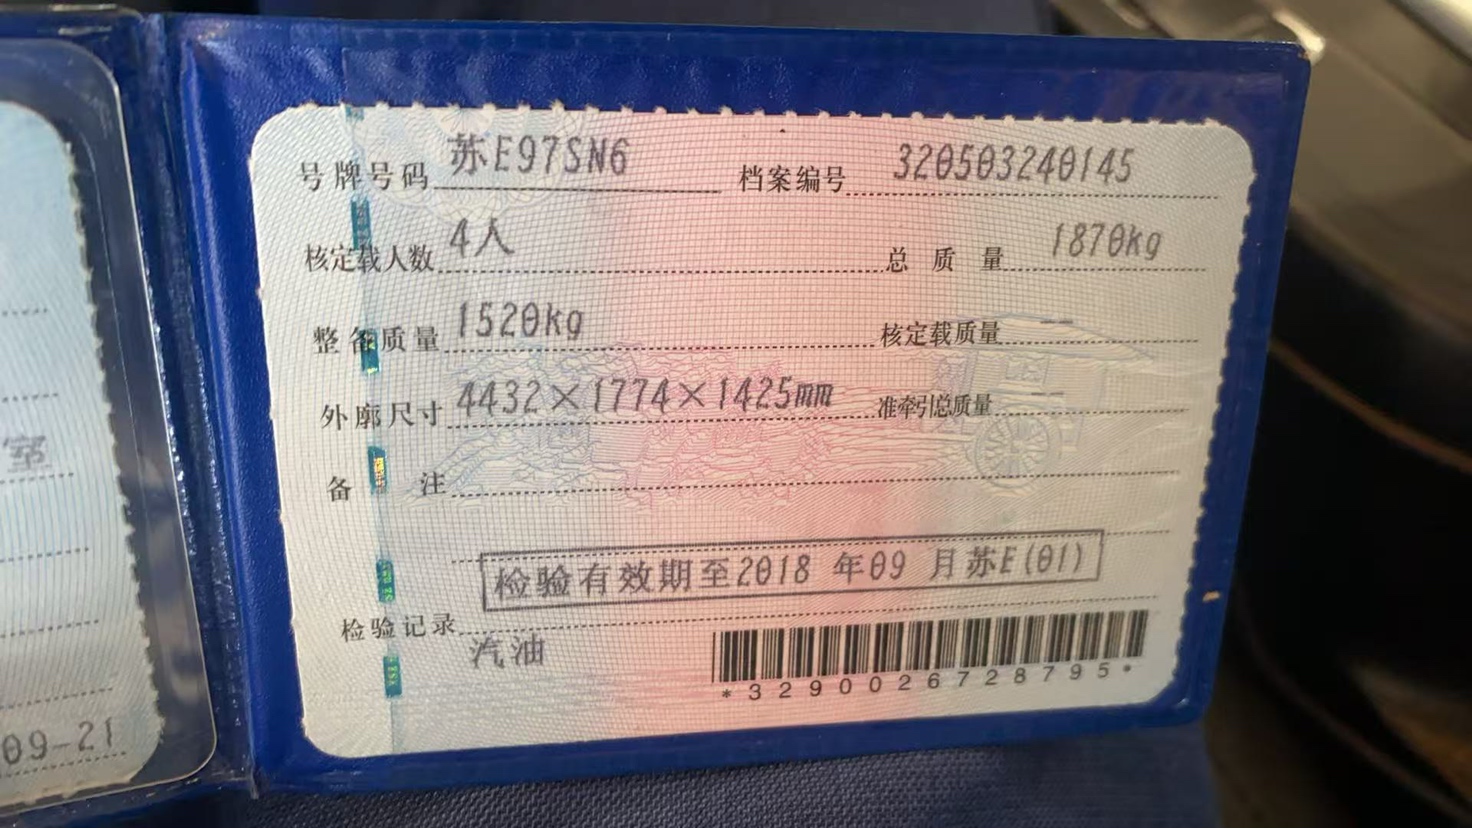 号牌号码 苏E97SN6 档案编号 320503240145
核定载人数 4人 总质量 1870kg
整备质量 1520kg 核定载质量 --
外廓尺寸 4432×1774×1425mm 准牵引总质量 --
备注
检验有效期至2018 年09 月苏E(01)
检验记录
汽油
*3290026728795*
室
09-21